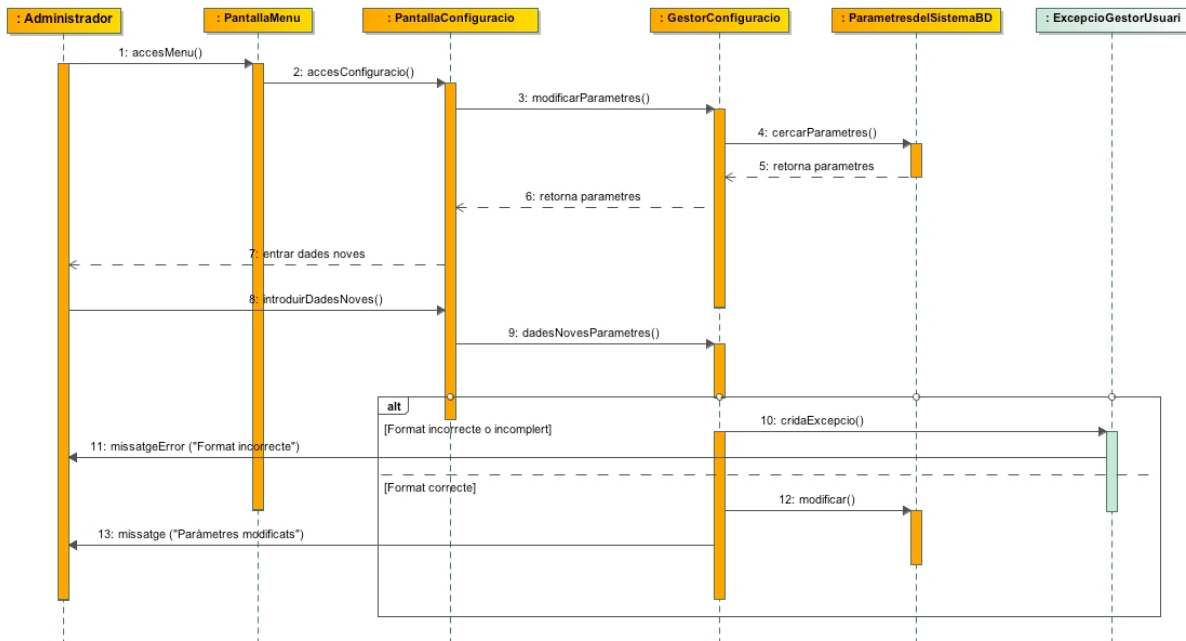 : Administrador
: PantallaMenu
: PantallaConfiguracio
: GestorConfiguracio
: ParametresdelSistemaBD
: ExcepcioGestorUsuari
1: accesMenu()
2: accesConfiguracio()
3: modificarParametres()
4: cercarParametres()
5: retorna parametres
6: retorna parametres
7: entrar dades noves
8: introduirDadesNoves()
9: dadesNovesParametres()
alt
[Format incorrecte o incomplert]
10: cridaExcepcio()
11: missatgeError ("Format incorrecte")
[Format correcte]
12: modificar()
13: missatge ("Paràmetres modificats")